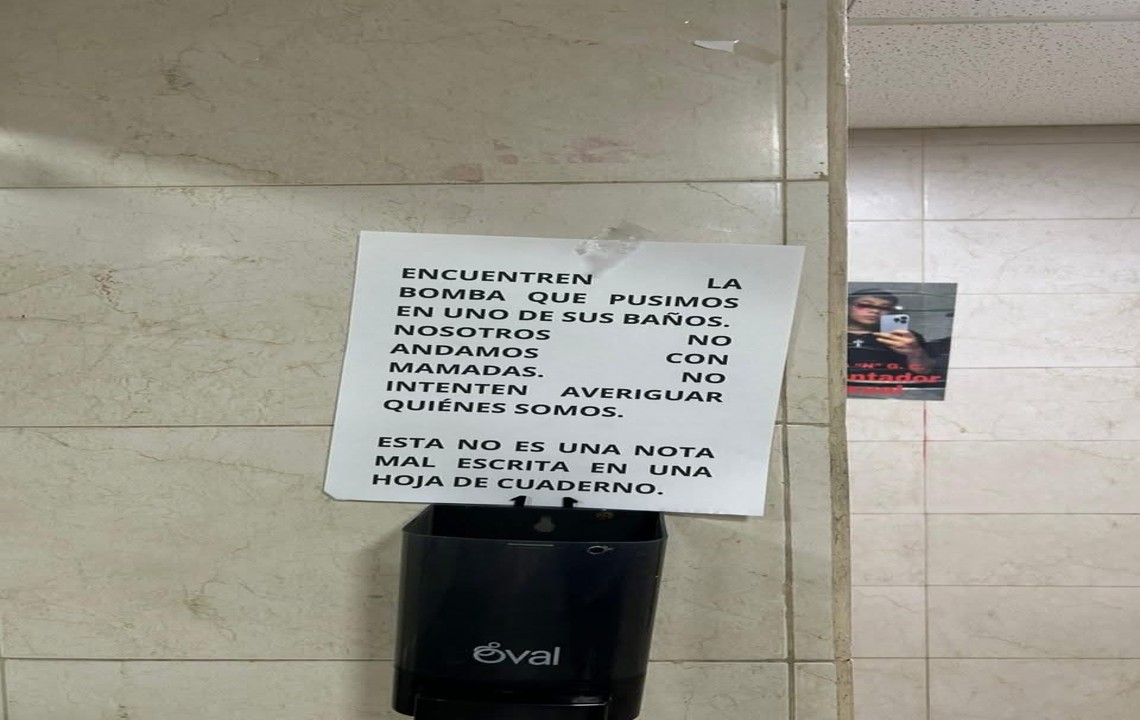 ENCUENTREN LA
BOMBA QUE PUSIMOS
EN UNO DE SUS BAÑOS.
NOSOTROS NO
ANDAMOS CON
MAMADAS. NO
INTENTEN AVERIGUAR
QUIÉNES SOMOS.
ESTA NO ES UNA NOTA
MAL ESCRITA EN UNA
HOJA DE CUADERNO.
Oval
"N" G.